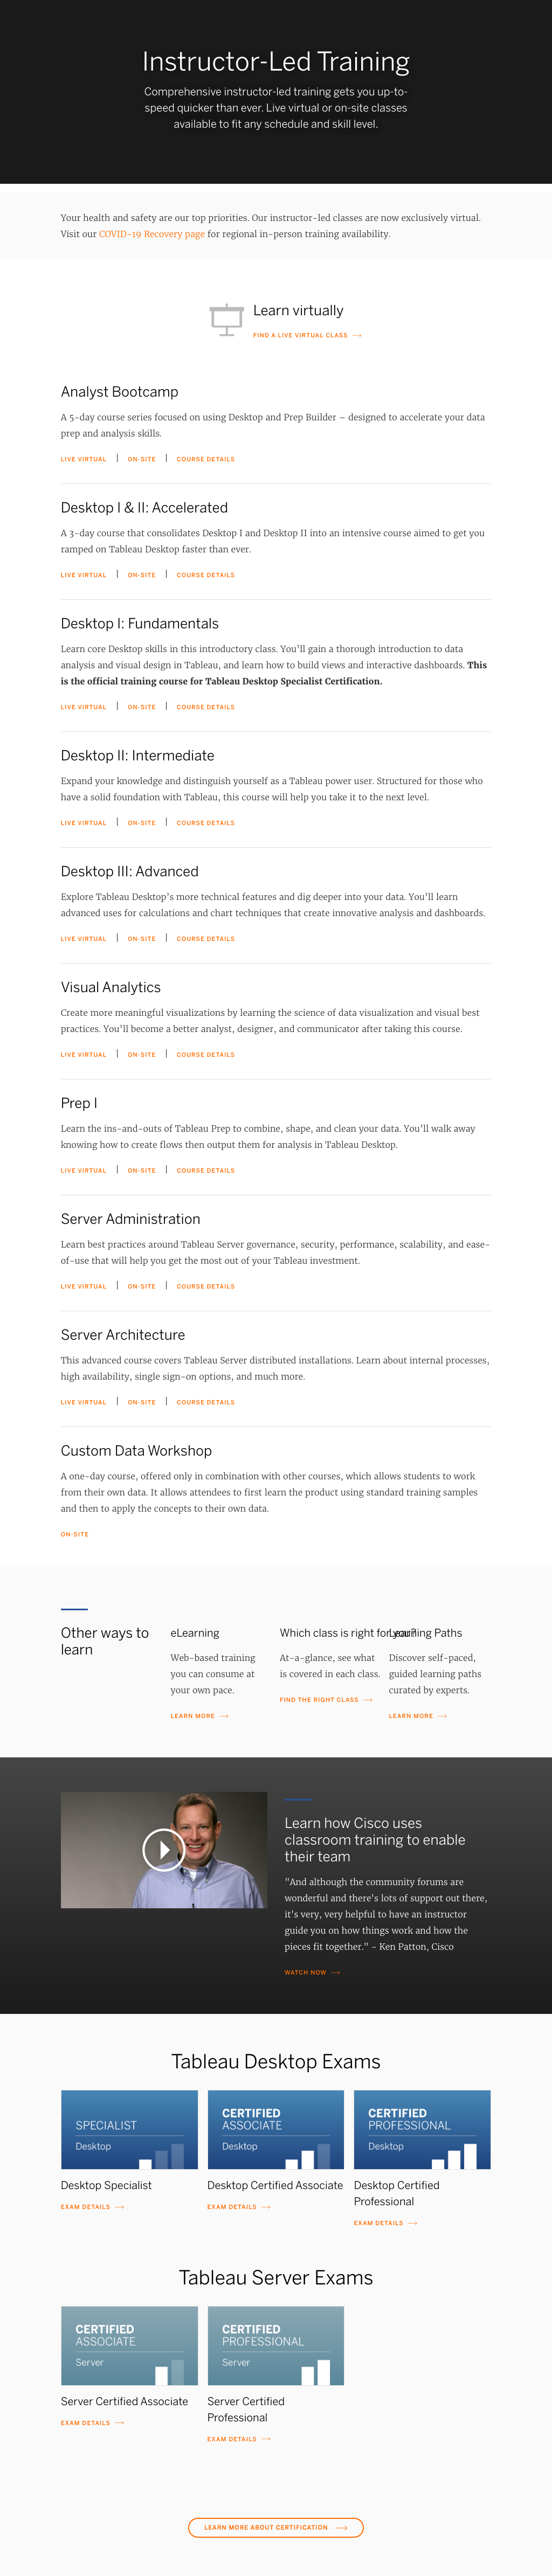 Instructor-Led Training
Comprehensive instructor-led training gets you up-to-
speed quicker than ever. Live virtual or on-site classes
available to fit any schedule and skill level.
Your health and safety are our top priorities. Our instructor-led classes are now exclusively virtual.
Visit our COVID-19 Recovery page for regional in-person training availability.
Learn virtually
FIND A LIVE VIRTUAL CLASS
Analyst Bootcamp
A 5-day course series focused on using Desktop and Prep Builder – designed to accelerate your data
prep and analysis skills.
LIVE VIRTUAL | ON-SITE | COURSE DETAILS
Desktop I & II: Accelerated
A 3-day course that consolidates Desktop I and Desktop II into an intensive course aimed to get you
ramped on Tableau Desktop faster than ever.
LIVE VIRTUAL | ON-SITE | COURSE DETAILS
Desktop I: Fundamentals
Learn core Desktop skills in this introductory class. You’ll gain a thorough introduction to data
analysis and visual design in Tableau, and learn how to build views and interactive dashboards. This
is the official training course for Tableau Desktop Specialist Certification.
LIVE VIRTUAL | ON-SITE | COURSE DETAILS
Desktop II: Intermediate
Expand your knowledge and distinguish yourself as a Tableau power user. Structured for those who
have a solid foundation with Tableau, this course will help you take it to the next level.
LIVE VIRTUAL | ON-SITE | COURSE DETAILS
Desktop III: Advanced
Explore Tableau Desktop’s more technical features and dig deeper into your data. You’ll learn
advanced uses for calculations and chart techniques that create innovative analysis and dashboards.
LIVE VIRTUAL | ON-SITE | COURSE DETAILS
Visual Analytics
Create more meaningful visualizations by learning the science of data visualization and visual best
practices. You’ll become a better analyst, designer, and communicator after taking this course.
LIVE VIRTUAL | ON-SITE | COURSE DETAILS
Prep I
Learn the ins-and-outs of Tableau Prep to combine, shape, and clean your data. You'll walk away
knowing how to create flows then output them for analysis in Tableau Desktop.
LIVE VIRTUAL | ON-SITE | COURSE DETAILS
Server Administration
Learn best practices around Tableau Server governance, security, performance, scalability, and ease-
of-use that will help you get the most out of your Tableau investment.
LIVE VIRTUAL | ON-SITE | COURSE DETAILS
Server Architecture
This advanced course covers Tableau Server distributed installations. Learn about internal processes,
high availability, single sign-on options, and much more.
LIVE VIRTUAL | ON-SITE | COURSE DETAILS
Custom Data Workshop
A one-day course, offered only in combination with other courses, which allows students to work
from their own data. It allows attendees to first learn the product using standard training samples
and then to apply the concepts to their own data.
ON-SITE
Other ways to
learn
eLearning
Web-based training
you can consume at
your own pace.
LEARN MORE
Which class is right for you?
At-a-glance, see what
is covered in each class.
FIND THE RIGHT CLASS
Learning Paths
Discover self-paced,
guided learning paths
curated by experts.
LEARN MORE
Learn how Cisco uses
classroom training to enable
their team
"And although the community forums are
wonderful and there's lots of support out there,
it's very, very helpful to have an instructor
guide you on how things work and how the
pieces fit together." - Ken Patton, Cisco
WATCH NOW
Tableau Desktop Exams
SPECIALIST
Desktop
Desktop Specialist
EXAM DETAILS
CERTIFIED
ASSOCIATE
Desktop
Desktop Certified Associate
EXAM DETAILS
CERTIFIED
PROFESSIONAL
Desktop
Desktop Certified
Professional
EXAM DETAILS
Tableau Server Exams
CERTIFIED
ASSOCIATE
Server
Server Certified Associate
EXAM DETAILS
CERTIFIED
PROFESSIONAL
Server
Server Certified
Professional
EXAM DETAILS
LEARN MORE ABOUT CERTIFICATION